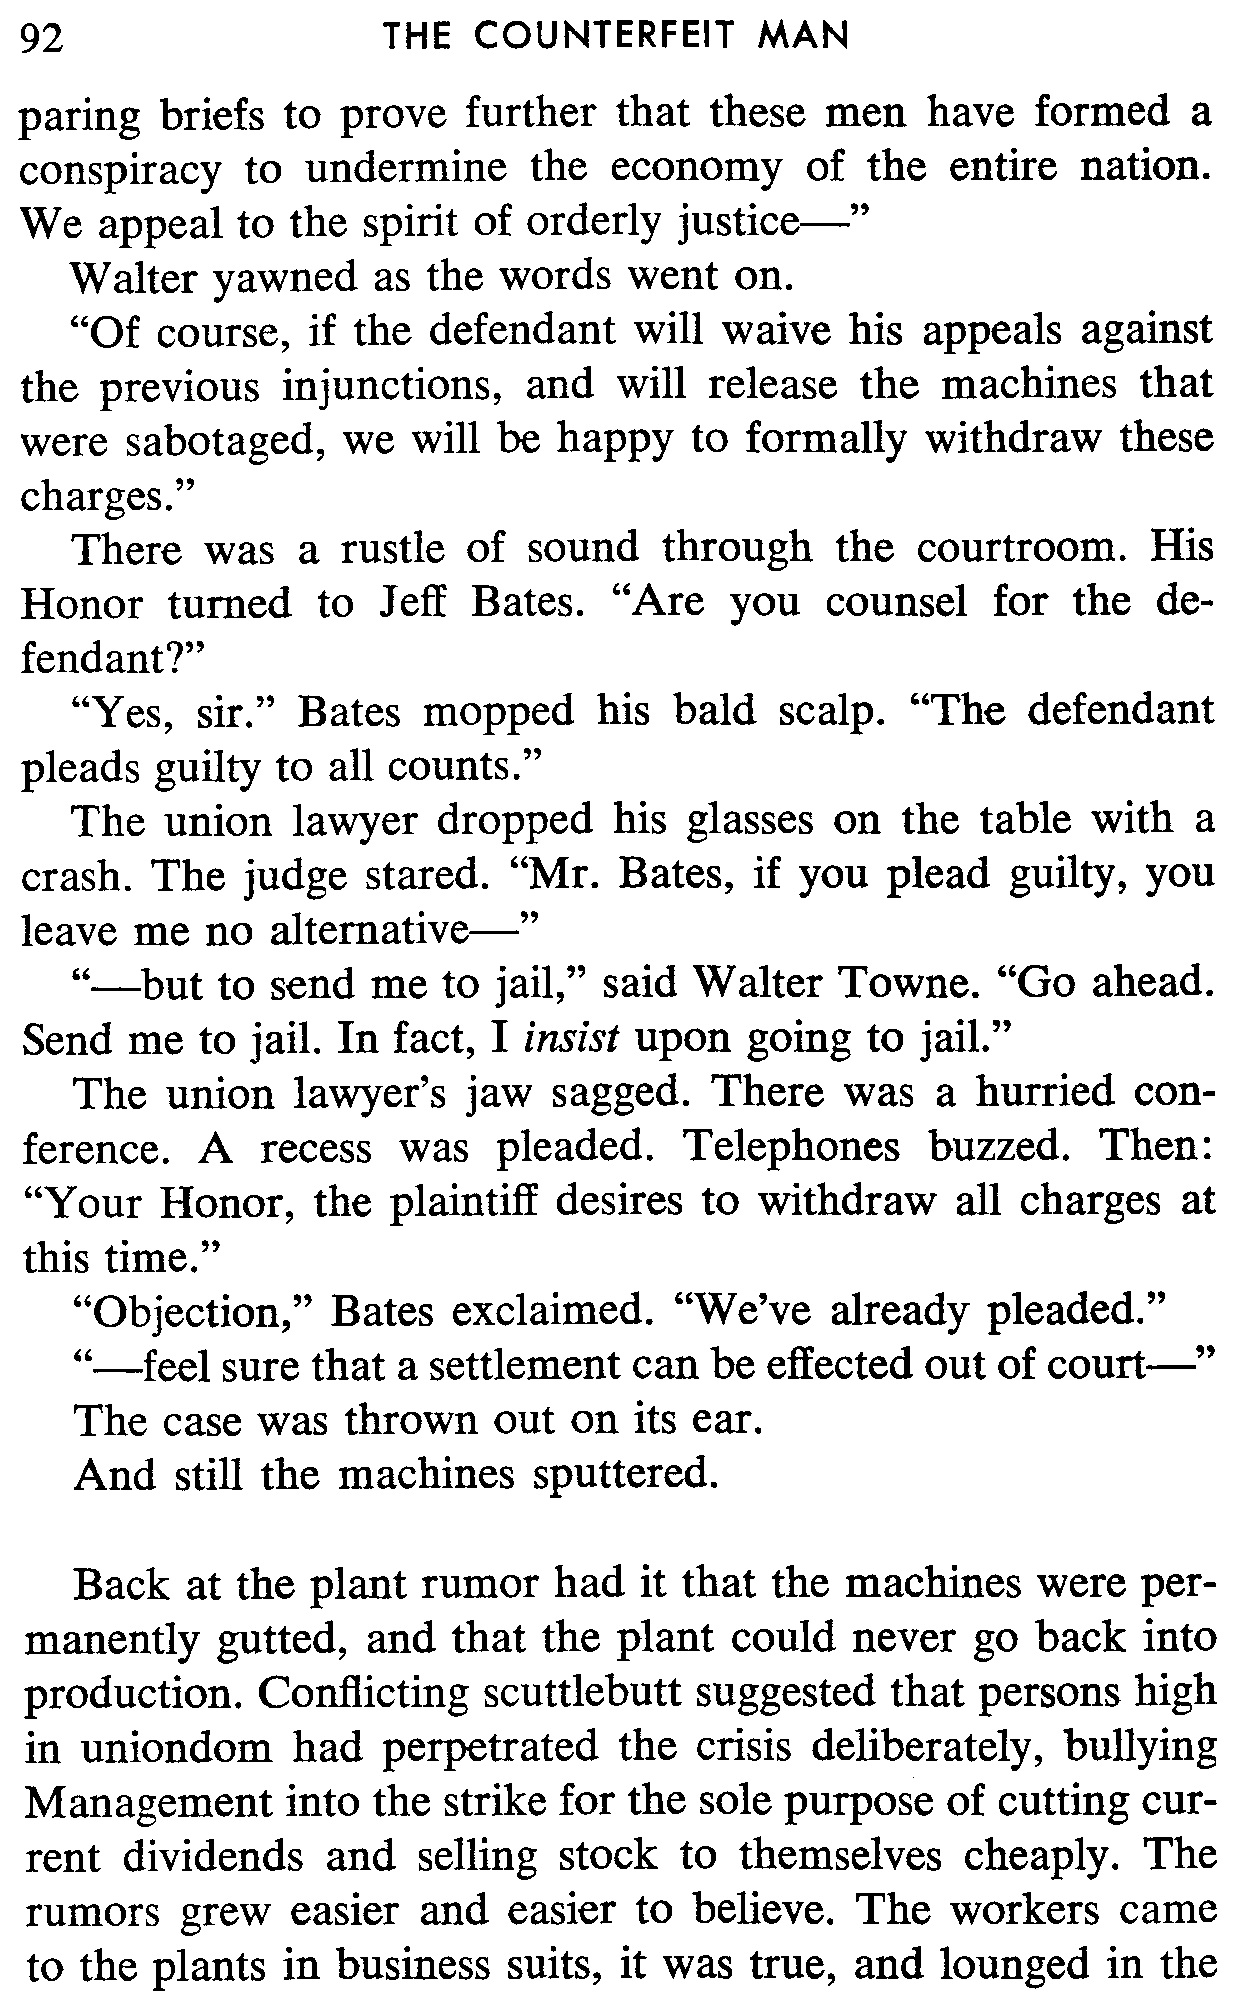 92 THE COUNTERFEIT MAN
paring briefs to prove further that these men have formed a
conspiracy to undermine the economy of the entire nation.
We appeal to the spirit of orderly justice—”
Walter yawned as the words went on.
“Of course, if the defendant will waive his appeals against
the previous injunctions, and will release the machines that
were sabotaged, we will be happy to formally withdraw these
charges.”
There was a rustle of sound through the courtroom. His
Honor turned to Jeff Bates. “Are you counsel for the de-
fendant?”
“Yes, sir.” Bates mopped his bald scalp. “The defendant
pleads guilty to all counts.”
The union lawyer dropped his glasses on the table with a
crash. The judge stared. “Mr. Bates, if you plead guilty, you
leave me no alternative—”
“—but to send me to jail,” said Walter Towne. “Go ahead.
Send me to jail. In fact, I insist upon going to jail.”
The union lawyer’s jaw sagged. There was a hurried con-
ference. A recess was pleaded. Telephones buzzed. Then:
“Your Honor, the plaintiff desires to withdraw all charges at
this time.”
“Objection,” Bates exclaimed. “We’ve already pleaded.”
“—feel sure that a settlement can be effected out of court—”
The case was thrown out on its ear.
And still the machines sputtered.
Back at the plant rumor had it that the machines were per-
manently gutted, and that the plant could never go back into
production. Conflicting scuttlebutt suggested that persons high
in uniondom had perpetrated the crisis deliberately, bullying
Management into the strike for the sole purpose of cutting cur-
rent dividends and selling stock to themselves cheaply. The
rumors grew easier and easier to believe. The workers came
to the plants in business suits, it was true, and lounged in the